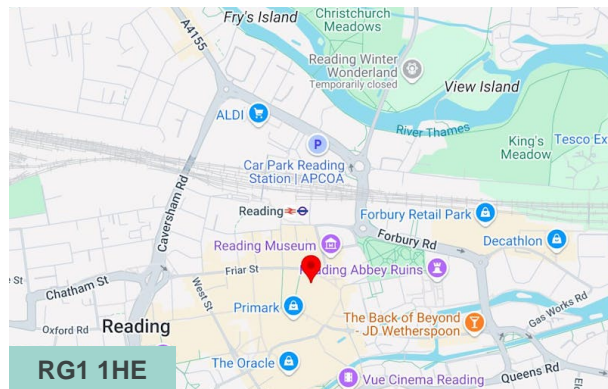 Fry's Island
Christchurch
Meadows
A4155
Reading Winter
Wonderland
Temporarily closed
View Island
ALDI
River Thames
King's
Meadow
Tesco Ex
P
Car Park Reading
Station | APCOA
Caversham Rd
Reading
Forbury Retail Park
Forbury Rd
Decathlon
Reading Museum
Reading Abbey Ruins
Friar St
Chatham St
West St
Primark
Oxford Rd
Reading
The Back of Beyond
- JD Wetherspoon
Gas Works Rd
The Oracle
Queens Rd
Vue Cinema Reading
RG1 1HE